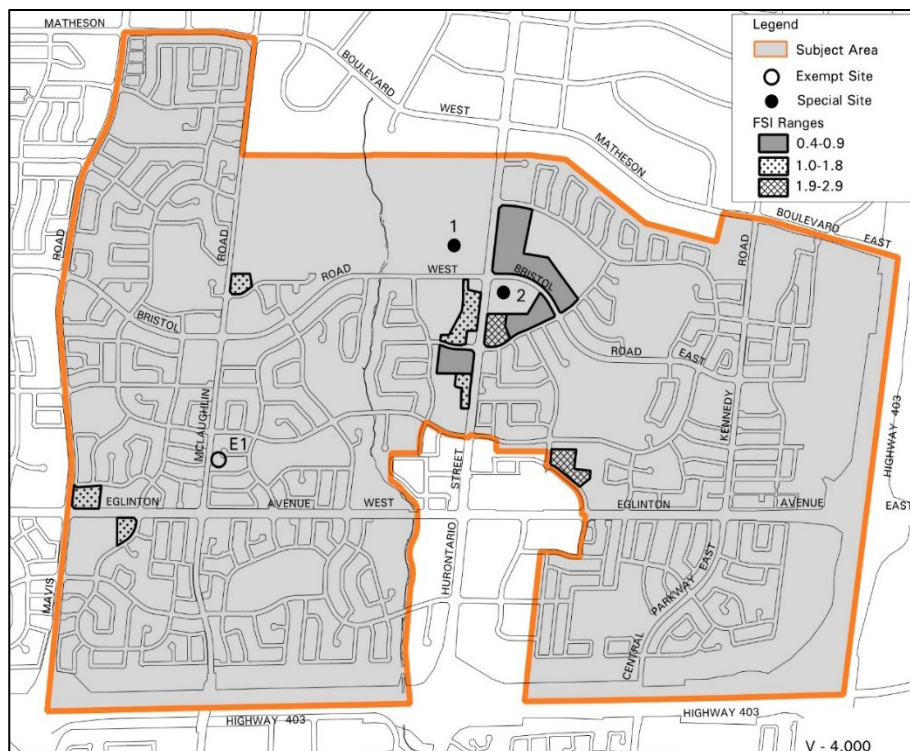 MATHESON
BOULEVARD
WEST
MATHESON
BOULEVARD
EAST
Legend
Subject Area
Exempt Site
Special Site
FSI Ranges
0.4-0.9
1.0-1.8
1.9-2.9
ROAD
ROAD
ROAD
1
ROAD
WEST
BRISTOL
2
BRISTOL
ROAD
EAST
KENNEDY
HIGHWAY 403
EAST
MCLAUGHLIN
E1
STREET
EGLINTON
AVENUE
WEST
EGLINTON
AVENUE
HURONTARIO
MAVIS
CENTRAL
PARKWAY
EAST
HIGHWAY 403
HIGHWAY 403
V - 4.000